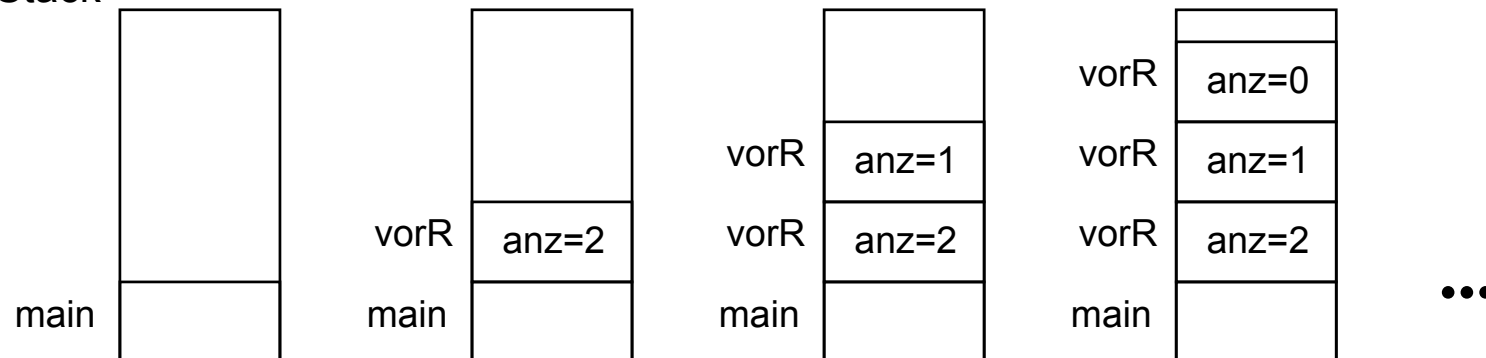 Stack
vorR anz=0
vorR anz=1 vorR anz=1
vorR anz=2 vorR anz=2 vorR anz=2
main main main main
...